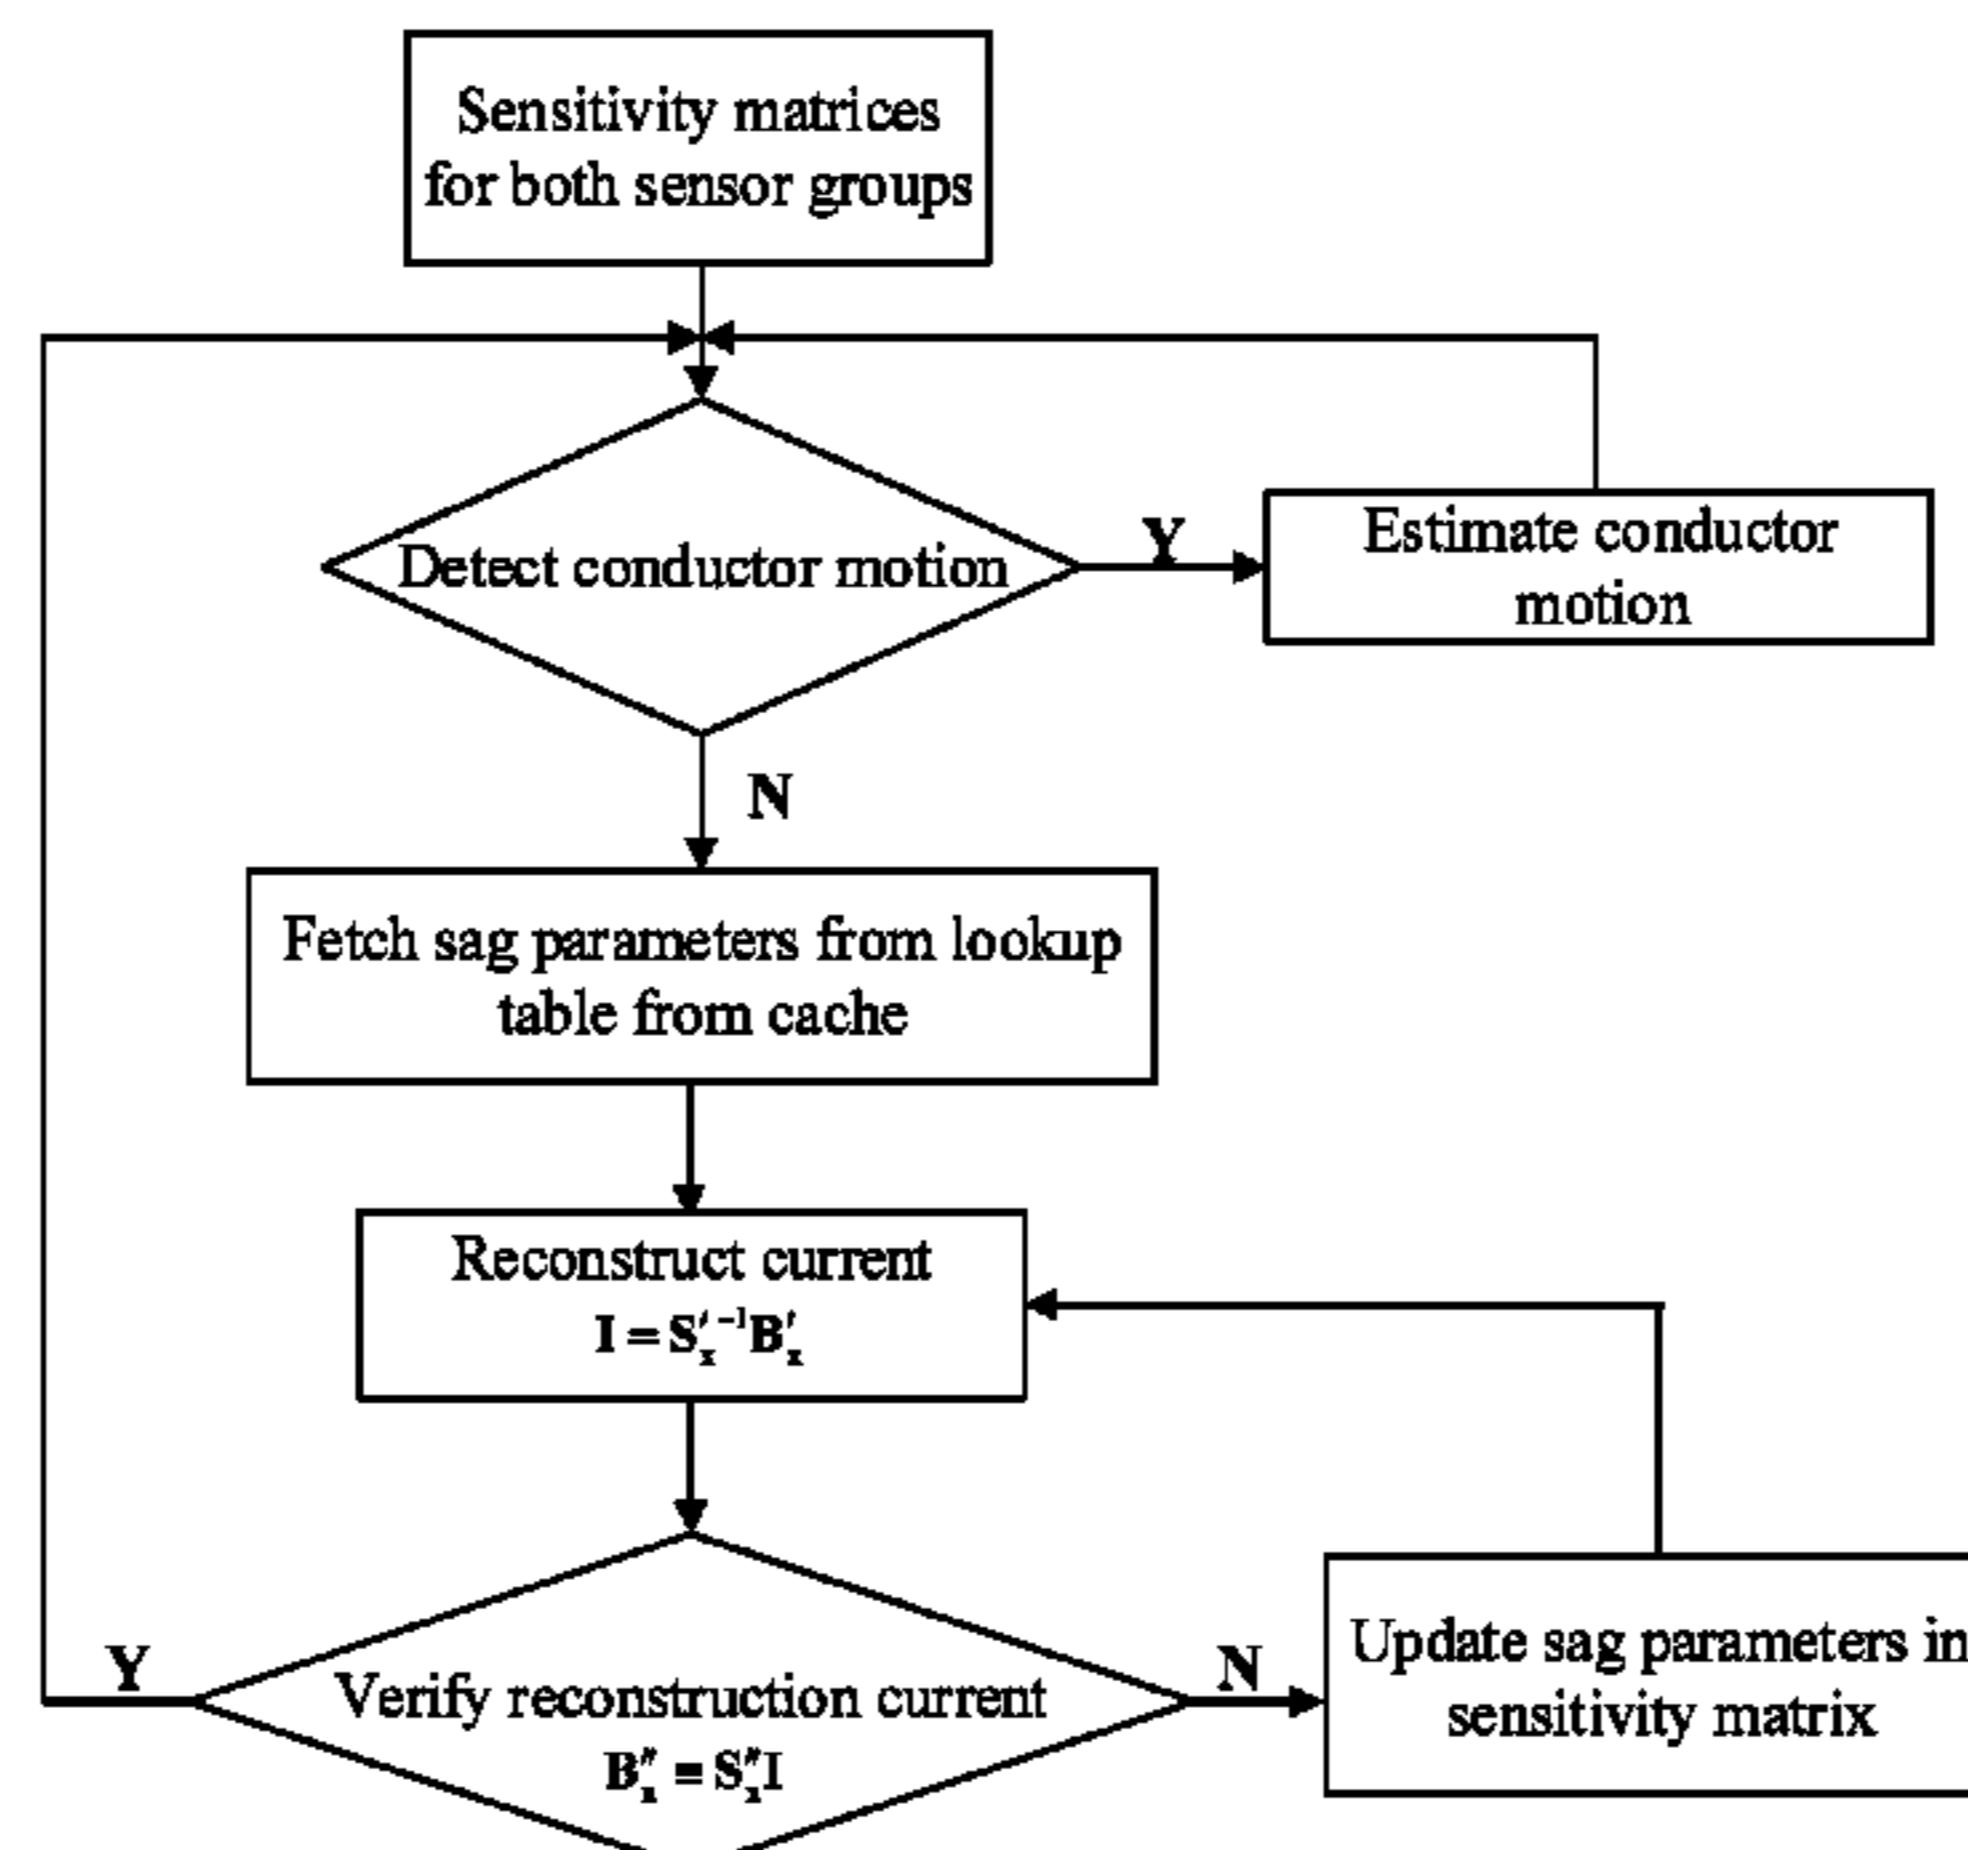 Sensitivity matrices
for both sensor groups
Detect conductor motion
Y
Estimate conductor
motion
N
Fetch sag parameters from lookup
table from cache
Reconstruct current
I = S′ₓ⁻¹B′ₓ
Y
Verify reconstruction current
B″ₓ = S″ₓI
N
Update sag parameters in
sensitivity matrix